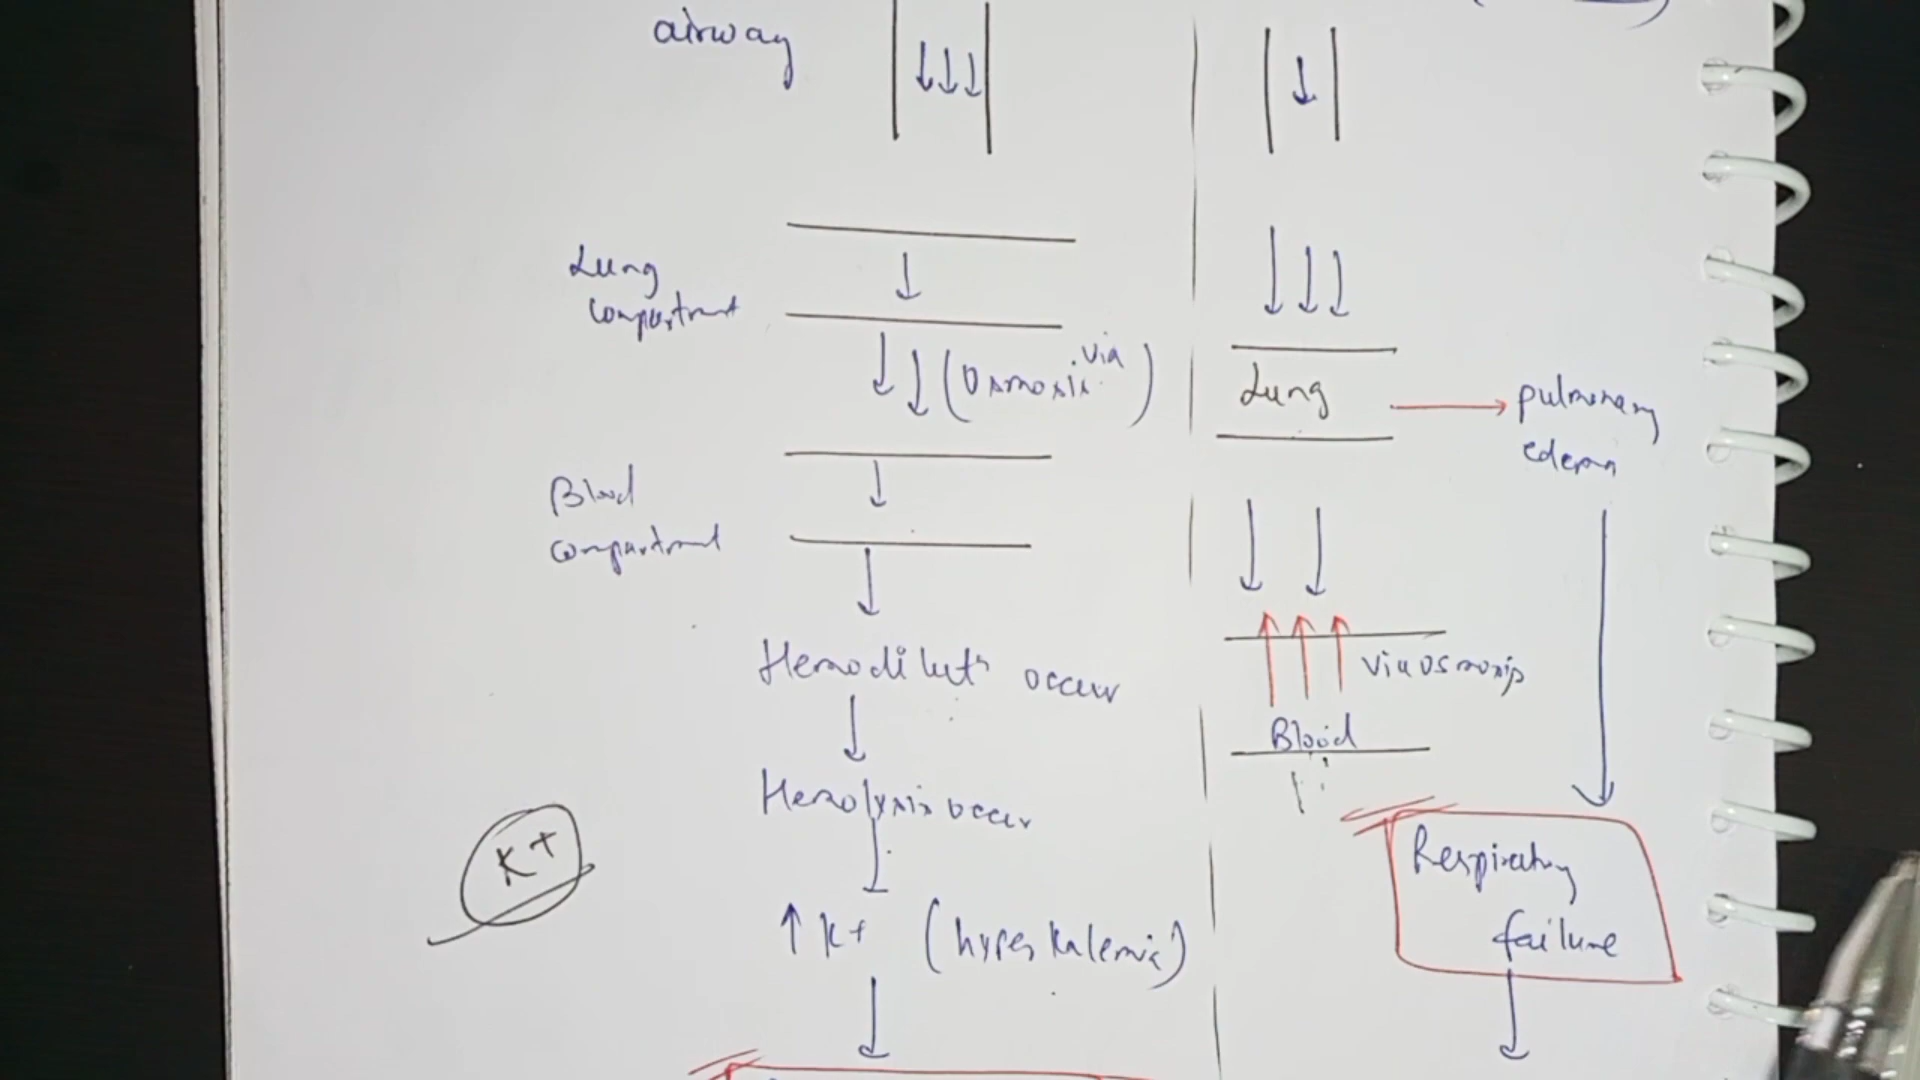 airway
Lung
compartment
(Osmosis via)
Lung
pulmonary
edema
Blood
compartment
Hemodilutn occur
via osmosis
Blood
Hemolysis occur
K+
Respiratory
failure
↑ K+ (hyperkalemia)